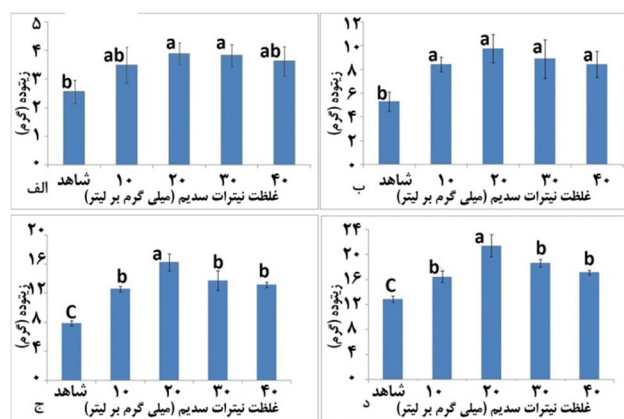 ۵
۴
۳
۲
۱
۰
زیتوده (گرم)
b
ab
a
a
ab
شاهد
۱۰
۲۰
۳۰
۴۰
غلظت نیترات سدیم (میلی گرم بر لیتر)
الف
۱۲
۱۰
۸
۶
۴
۲
۰
زیتوده (گرم)
b
a
a
a
a
شاهد
۱۰
۲۰
۳۰
۴۰
غلظت نیترات سدیم (میلی گرم بر لیتر)
ب
۲۰
۱۶
۱۲
۸
۴
۰
زیتوده (گرم)
C
b
a
b
b
شاهد
۱۰
۲۰
۳۰
۴۰
غلظت نیترات سدیم (میلی گرم بر لیتر)
ج
۲۴
۲۰
۱۶
۱۲
۸
۴
۰
زیتوده (گرم)
C
b
a
b
b
شاهد
۱۰
۲۰
۳۰
۴۰
غلظت نیترات سدیم (میلی گرم بر لیتر)
د